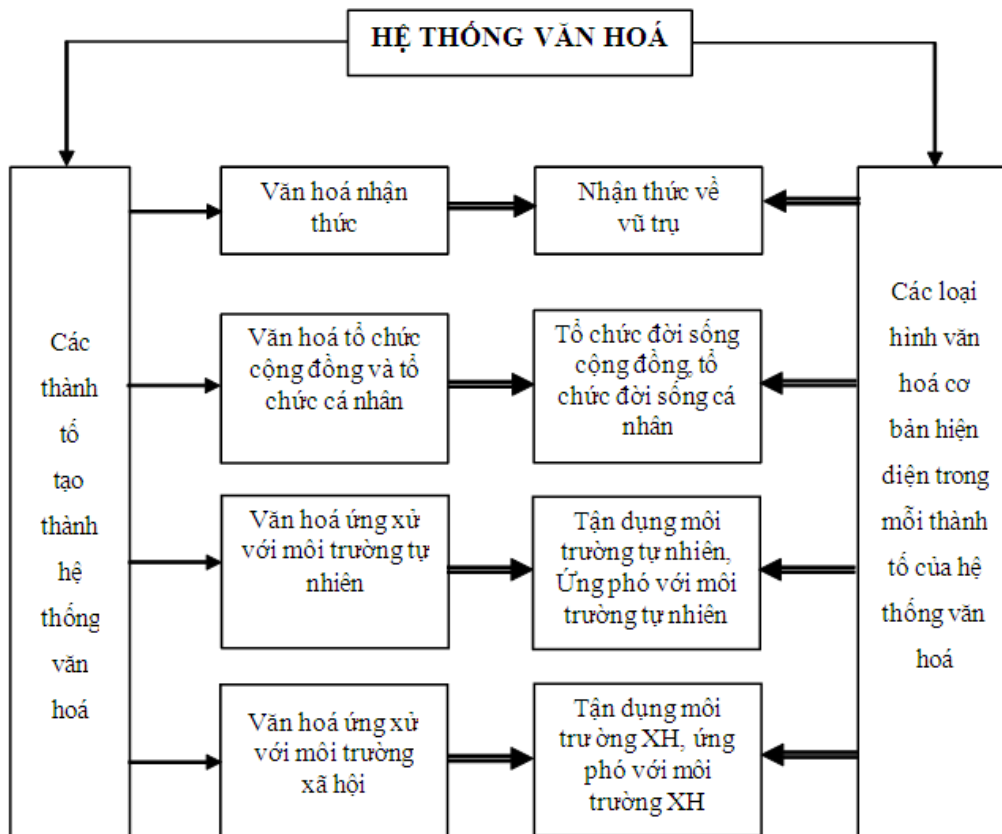 HỆ THỐNG VĂN HOÁ
Các
thành
tố
tạo
thành
hệ
thống
văn
hoá
Văn hoá nhận
thức
Nhận thức về
vũ trụ
Văn hoá tổ chức
cộng đồng và tổ
chức cá nhân
Tổ chức đời sống
cộng đồng, tổ
chức đời sống cá
nhân
Văn hoá ứng xử
với môi trường tự
nhiên
Tận dụng môi
trường tự nhiên,
Ứng phó với môi
trường tự nhiên
Văn hoá ứng xử
với môi trường
xã hội
Tận dụng môi
trường XH, ứng
phó với môi
trường XH
Các loại
hình văn
hoá cơ
bản hiện
diện trong
mỗi thành
tố của hệ
thống văn
hoá